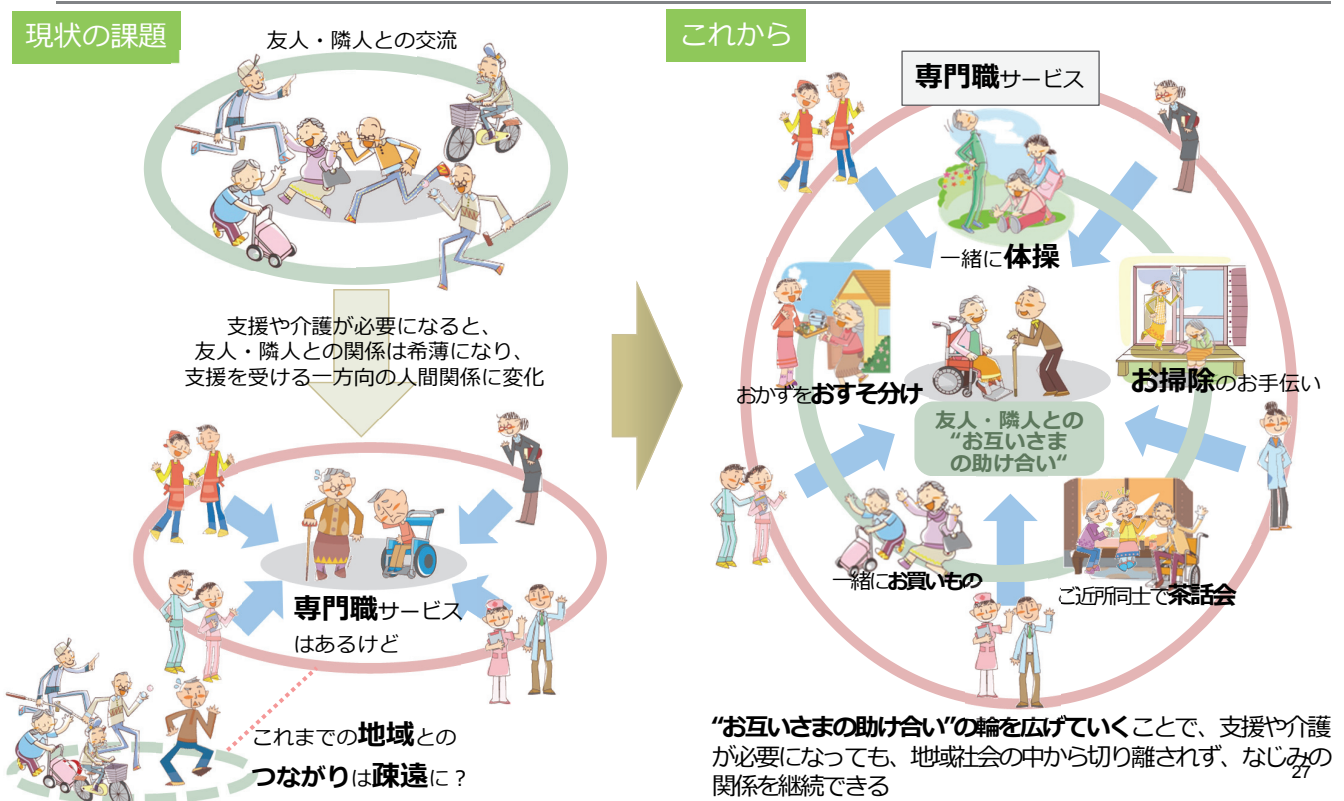 現状の課題
友人・隣人との交流
支援や介護が必要になると、
友人・隣人との関係は希薄になり、
支援を受ける一方向の人間関係に変化
専門職サービス
はあるけど
これまでの地域との
つながりは疎遠に？
これから
専門職サービス
一緒に体操
おかずをおすそ分け
お掃除のお手伝い
友人・隣人との
“お互いさま
の助け合い“
一緒にお買いもの
ご近所同士で茶話会
“お互いさまの助け合い”の輪を広げていくことで、支援や介護
が必要になっても、地域社会の中から切り離されず、なじみの
関係を継続できる
27